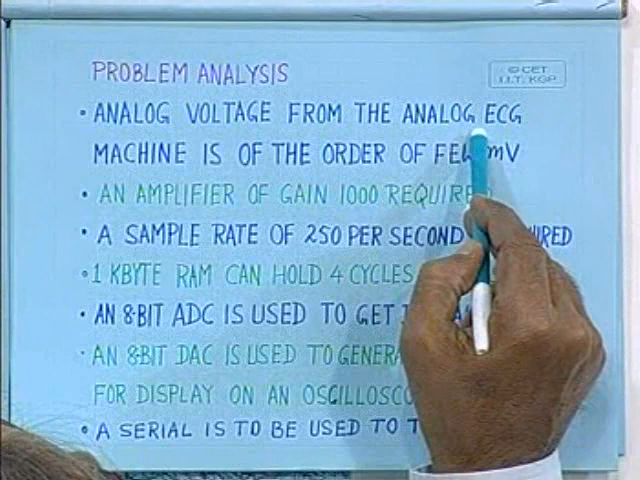 PROBLEM ANALYSIS
© CET
I.I.T. KGP
• ANALOG VOLTAGE FROM THE ANALOG ECG
MACHINE IS OF THE ORDER OF FEW mV
• AN AMPLIFIER OF GAIN 1000 REQUIRED
• A SAMPLE RATE OF 250 PER SECOND
• 1 KBYTE RAM CAN HOLD 4 CYCLES
• AN 8-BIT ADC IS USED TO GET
• AN 8-BIT DAC IS USED TO
FOR DISPLAY ON AN
• A SERIAL IS TO BE USED TO